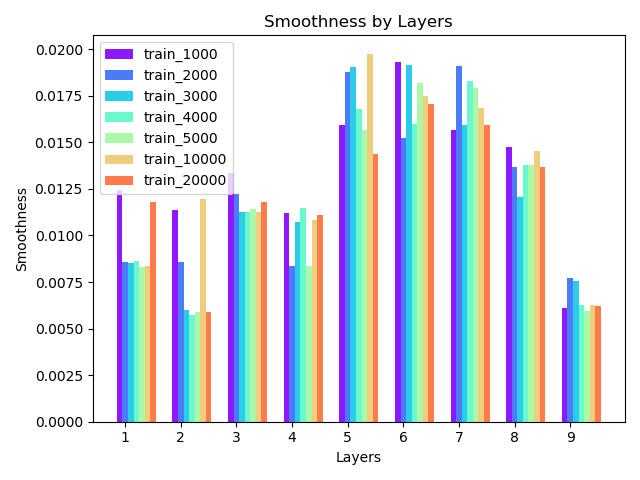 Smoothness by Layers
train_1000
train_2000
train_3000
train_4000
train_5000
train_10000
train_20000
0.0200
0.0175
0.0150
0.0125
0.0100
0.0075
0.0050
0.0025
0.0000
Smoothness
1 2 3 4 5 6 7 8 9
Layers